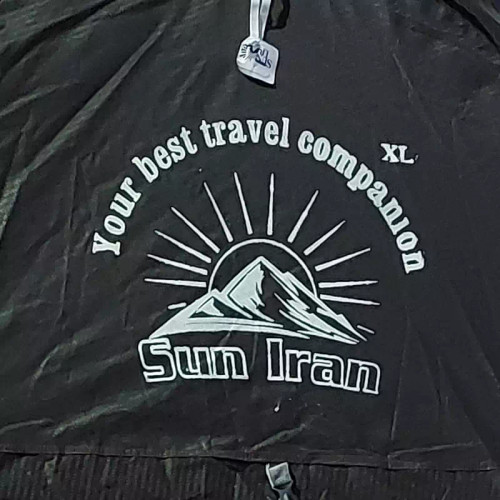 Your best travel companion
XL
Sun Iran